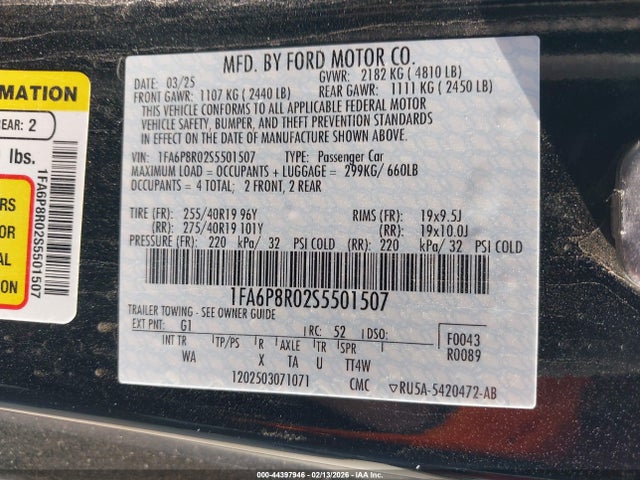 MFD. BY FORD MOTOR CO.
DATE: 03/25
GVWR: 2182 KG ( 4810 LB)
FRONT GAWR: 1107 KG ( 2440 LB)
REAR GAWR: 1111 KG ( 2450 LB)
THIS VEHICLE CONFORMS TO ALL APPLICABLE FEDERAL MOTOR
VEHICLE SAFETY, BUMPER, AND THEFT PREVENTION STANDARDS
IN EFFECT ON THE DATE OF MANUFACTURE SHOWN ABOVE.
VIN: 1FA6P8R02S5501507 TYPE: Passenger Car
MAXIMUM LOAD = OCCUPANTS + LUGGAGE = 299KG/ 660LB
OCCUPANTS = 4 TOTAL; 2 FRONT, 2 REAR
TIRE (FR): 255/40R19 96Y RIMS (FR): 19x9.5J
(RR): 275/40R19 101Y (RR): 19x10.0J
PRESSURE (FR): 220 kPa/ 32 PSI COLD (RR): 220 kPa/ 32 PSI COLD
1FA6P8R02S5501507
TRAILER TOWING - SEE OWNER GUIDE
EXT PNT: G1 RC: 52 DSO:
F0043
R0089
INT TR TP/PS R AXLE TR SPR
WA X TA U TT4W
1202503071071 CMC ▽RU5A-5420472-AB
MATION
REAR: 2
lbs.
RS
OR
AL
ON
1FA6P8R02S5501507
000-44397946 - 02/13/2026 - IAA Inc.